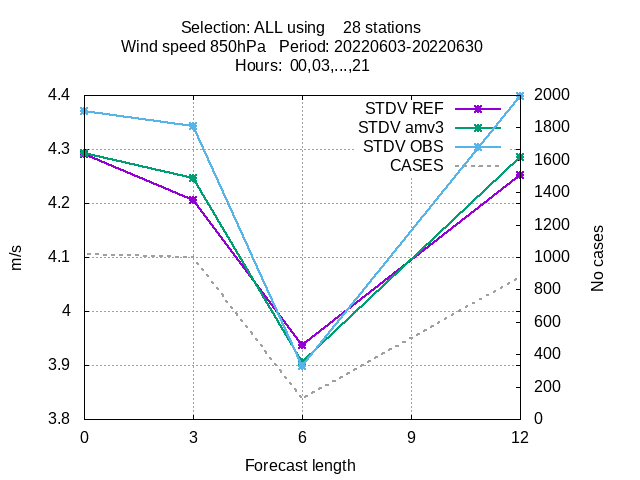 Selection: ALL using 28 stations
Wind speed 850hPa Period: 20220603-20220630
Hours: 00,03,...,21
STDV REF
STDV amv3
STDV OBS
CASES
4.4
4.3
4.2
4.1
4
3.9
3.8
m/s
2000
1800
1600
1400
1200
1000
800
600
400
200
0
No cases
0 3 6 9 12
Forecast length